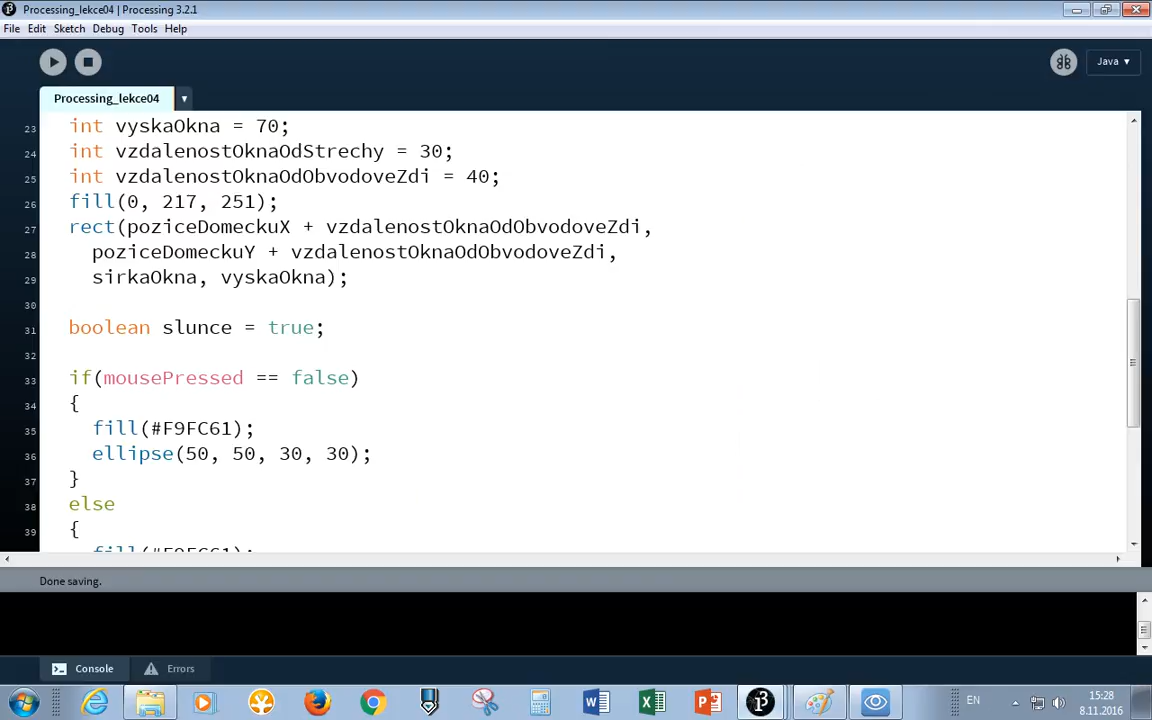 Processing_lekce04 | Processing 3.2.1
File Edit Sketch Debug Tools Help
Java ▼
Processing_lekce04 ▼
23 int vyskaOkna = 70;
24 int vzdalenostOknaOdStrechy = 30;
25 int vzdalenostOknaOdObvodoveZdi = 40;
26 fill(0, 217, 251);
27 rect(poziceDomeckuX + vzdalenostOknaOdObvodoveZdi,
28 poziceDomeckuY + vzdalenostOknaOdObvodoveZdi,
29 sirkaOkna, vyskaOkna);
30
31 boolean slunce = true;
32
33 if(mousePressed == false)
34 {
35 fill(#F9FC61);
36 ellipse(50, 50, 30, 30);
37 }
38 else
39 {
fill(#F9FC61);
Done saving.
Console Errors
EN
15:28
8.11.2016